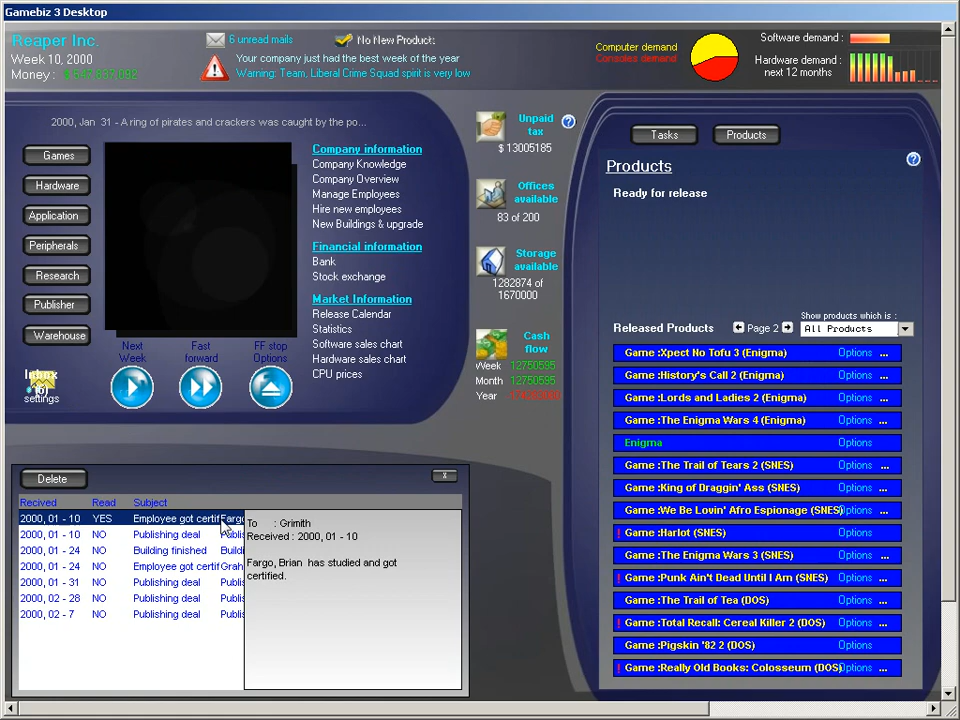 Gamebiz 3 Desktop
Reaper Inc.
Week 10, 2000
Money :
6 unread mails
No New Products
Your company just had the best week of the year
Warning: Team, Liberal Crime Squad spirit is very low
Computer demand
Consoles demand
Software demand :
Hardware demand :
next 12 months
2000, Jan 31 - A ring of pirates and crackers was caught by the po...
Games
Hardware
Application
Peripherals
Research
Publisher
Warehouse
Inbox
settings
Next
Week
Fast
forward
FF stop
Options
Company information
Company Knowledge
Company Overview
Manage Employees
Hire new employees
New Buildings & upgrade
Financial information
Bank
Stock exchange
Market Information
Release Calendar
Statistics
Software sales chart
Hardware sales chart
CPU prices
Unpaid
tax
$ 13005185
Offices
available
83 of 200
Storage
available
1282874 of
1670000
Cash
flow
Week 12750595
Month 12750595
Year
Tasks
Products
Products
Ready for release
Show products which is :
Released Products
Page 2
All Products
Game :Xpect No Tofu 3 (Enigma) Options ...
Game :History's Call 2 (Enigma) Options ...
Game :Lords and Ladies 2 (Enigma) Options ...
Game :The Enigma Wars 4 (Enigma) Options ...
Enigma Options
Game :The Trail of Tears 2 (SNES) Options ...
Game :King of Draggin' Ass (SNES) Options ...
Game :We Be Lovin' Afro Espionage (SNES) Options ...
! Game :Harlot (SNES) Options ...
Game :The Enigma Wars 3 (SNES) Options ...
! Game :Punk Ain't Dead Until I Am (SNES) Options ...
Game :The Trail of Tea (DOS) Options ...
! Game :Total Recall: Cereal Killer 2 (DOS) Options ...
Game :Pigskin '82 2 (DOS) Options ...
! Game :Really Old Books: Colosseum (DOS) Options ...
Delete
x
Recived Read Subject
2000, 01 - 10 YES Employee got certif Fargo
2000, 01 - 10 NO Publishing deal Publis
2000, 01 - 24 NO Building finished Buildi
2000, 01 - 24 NO Employee got certif Grah
2000, 01 - 31 NO Publishing deal Publis
2000, 02 - 28 NO Publishing deal Publis
2000, 02 - 7 NO Publishing deal Publis
To : Grimith
Received : 2000, 01 - 10
Fargo, Brian has studied and got
certified.